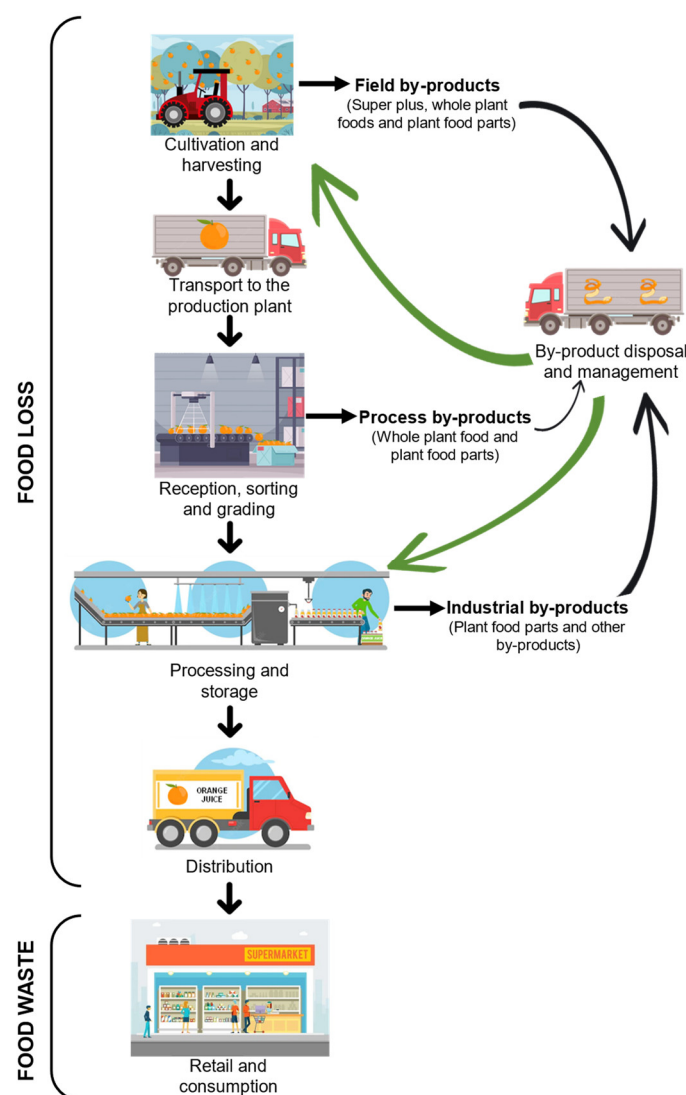 FOOD LOSS
Field by-products
(Super plus, whole plant
foods and plant food parts)
Cultivation and
harvesting
Transport to the
production plant
By-product disposal
and management
Process by-products
(Whole plant food and
plant food parts)
Reception, sorting
and grading
Industrial by-products
(Plant food parts and other
by-products)
Processing and
storage
ORANGE
JUICE
Distribution
FOOD WASTE
SUPERMARKET
Retail and
consumption